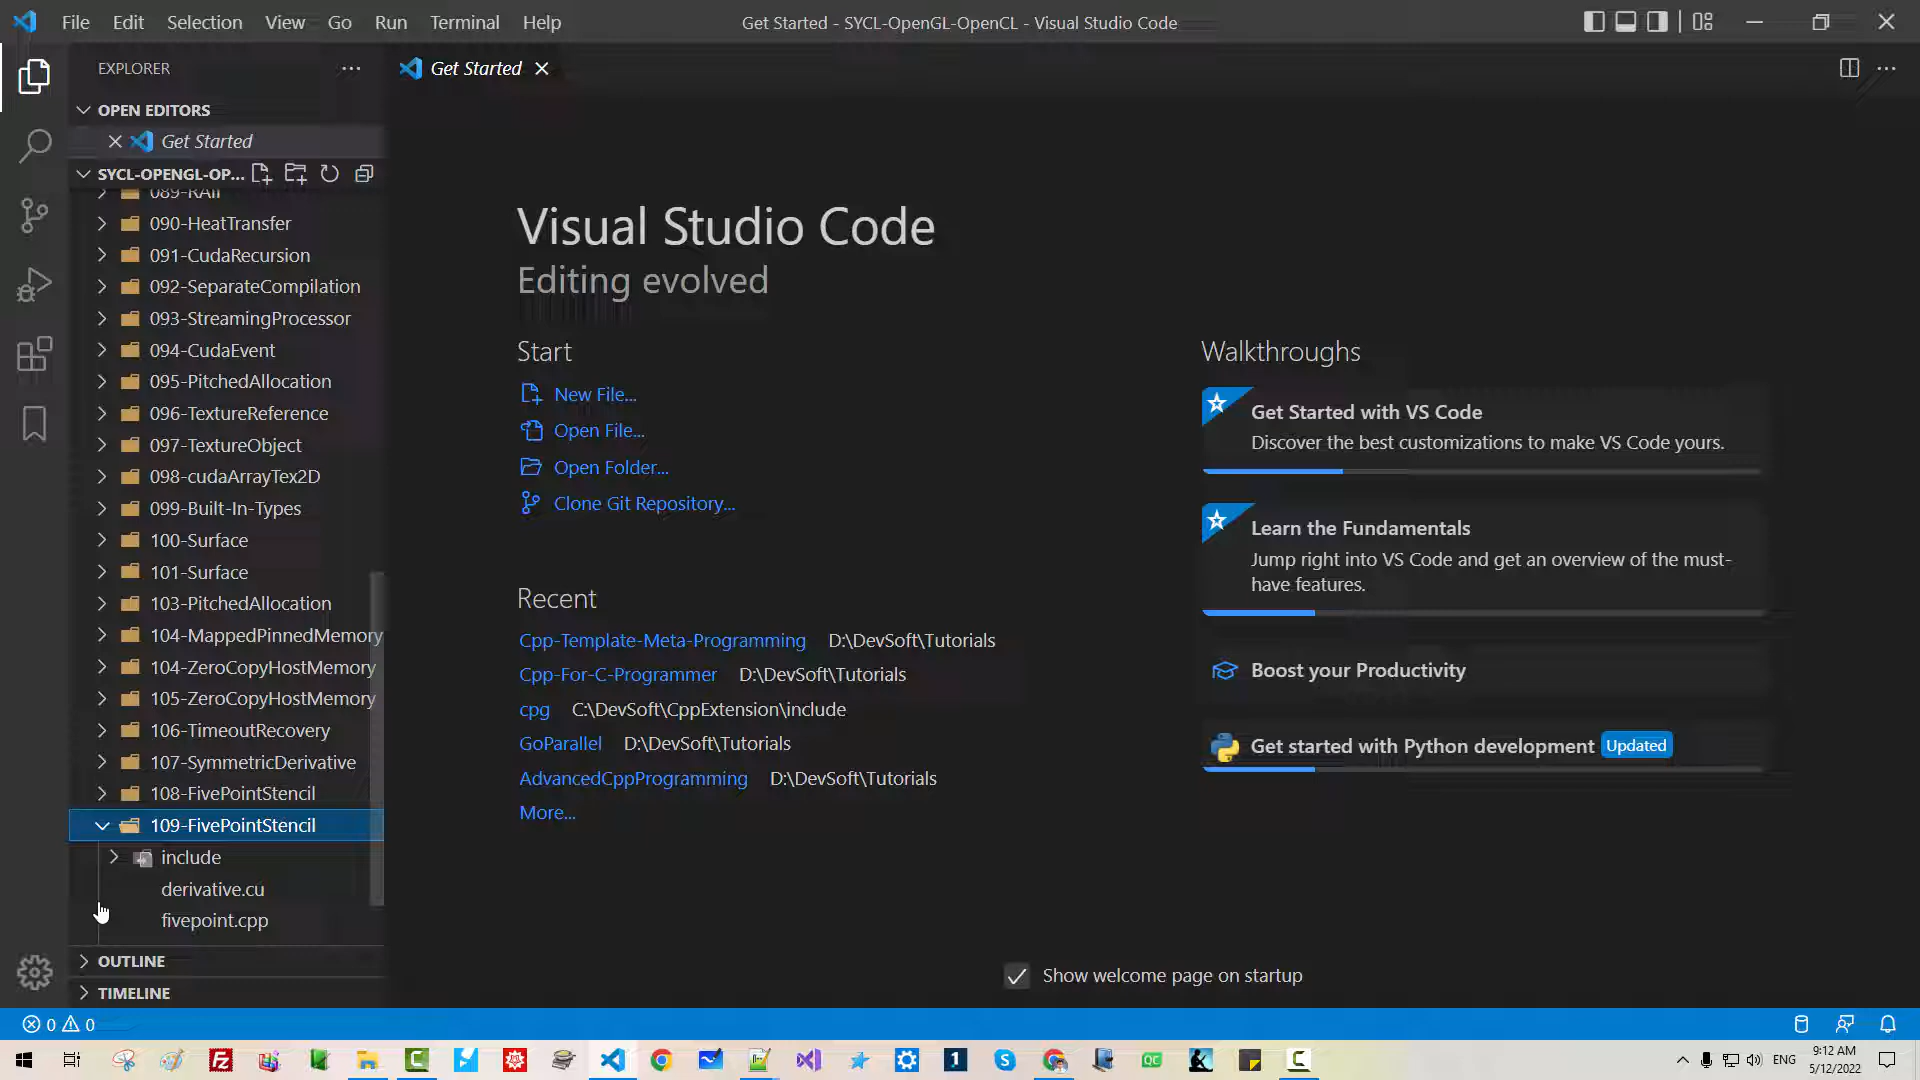 File Edit Selection View Go Run Terminal Help
Get Started - SYCL-OpenGL-OpenCL - Visual Studio Code
EXPLORER
Get Started
OPEN EDITORS
Get Started
SYCL-OPENGL-OP...
089-RAII
090-HeatTransfer
091-CudaRecursion
092-SeparateCompilation
093-StreamingProcessor
094-CudaEvent
095-PitchedAllocation
096-TextureReference
097-TextureObject
098-cudaArrayTex2D
099-Built-In-Types
100-Surface
101-Surface
103-PitchedAllocation
104-MappedPinnedMemory
104-ZeroCopyHostMemory
105-ZeroCopyHostMemory
106-TimeoutRecovery
107-SymmetricDerivative
108-FivePointStencil
109-FivePointStencil
include
derivative.cu
fivepoint.cpp
OUTLINE
TIMELINE
Visual Studio Code
Editing evolved
Start
New File...
Open File...
Open Folder...
Clone Git Repository...
Recent
Cpp-Template-Meta-Programming D:\DevSoft\Tutorials
Cpp-For-C-Programmer D:\DevSoft\Tutorials
cpg C:\DevSoft\CppExtension\include
GoParallel D:\DevSoft\Tutorials
AdvancedCppProgramming D:\DevSoft\Tutorials
More...
Walkthroughs
Get Started with VS Code
Discover the best customizations to make VS Code yours.
Learn the Fundamentals
Jump right into VS Code and get an overview of the must-
have features.
Boost your Productivity
Get started with Python development Updated
Show welcome page on startup
0 0
ENG
9:12 AM
5/12/2022